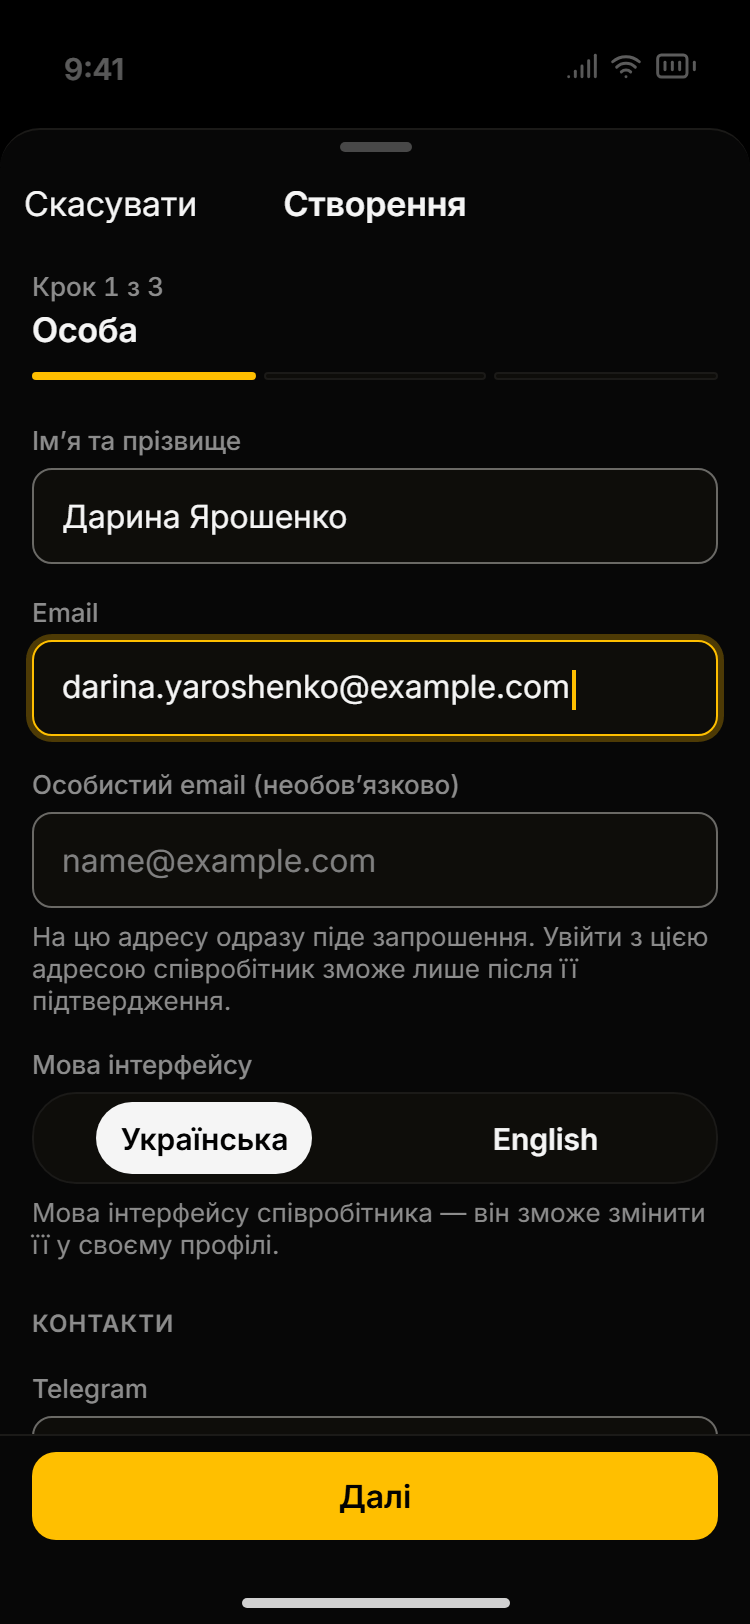 9:41
Скасувати
Створення
Крок 1 з 3
Особа
Ім’я та прізвище
Дарина Ярошенко
Email
darina.yaroshenko@example.com
Особистий email (необов’язково)
name@example.com
На цю адресу одразу піде запрошення. Увійти з цією
адресою співробітник зможе лише після її
підтвердження.
Мова інтерфейсу
Українська
English
Мова інтерфейсу співробітника — він зможе змінити
її у своєму профілі.
КОНТАКТИ
Telegram
Далі